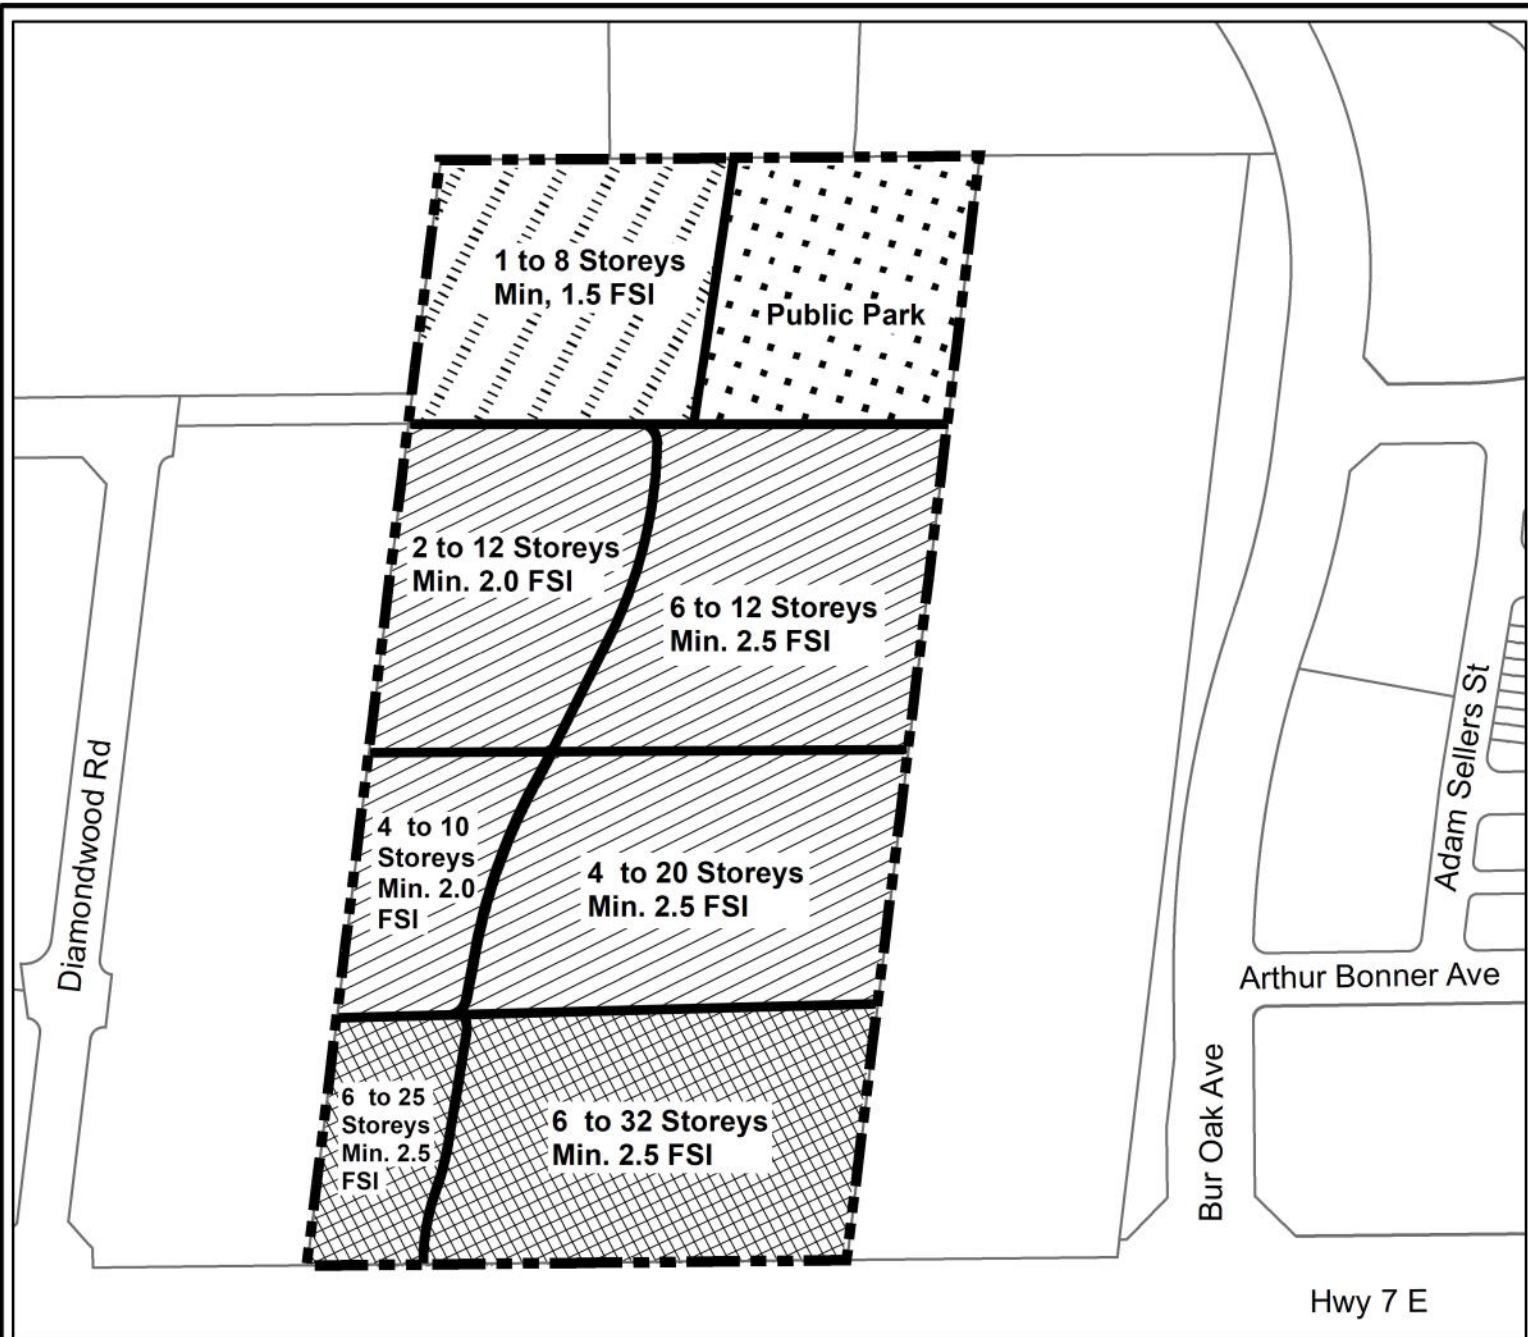 1 to 8 Storeys
Min, 1.5 FSI
Public Park
2 to 12 Storeys
Min. 2.0 FSI
6 to 12 Storeys
Min. 2.5 FSI
4 to 10
Storeys
Min. 2.0
FSI
4 to 20 Storeys
Min. 2.5 FSI
6 to 25
Storeys
Min. 2.5
FSI
6 to 32 Storeys
Min. 2.5 FSI
Diamondwood Rd
Adam Sellers St
Arthur Bonner Ave
Bur Oak Ave
Hwy 7 E